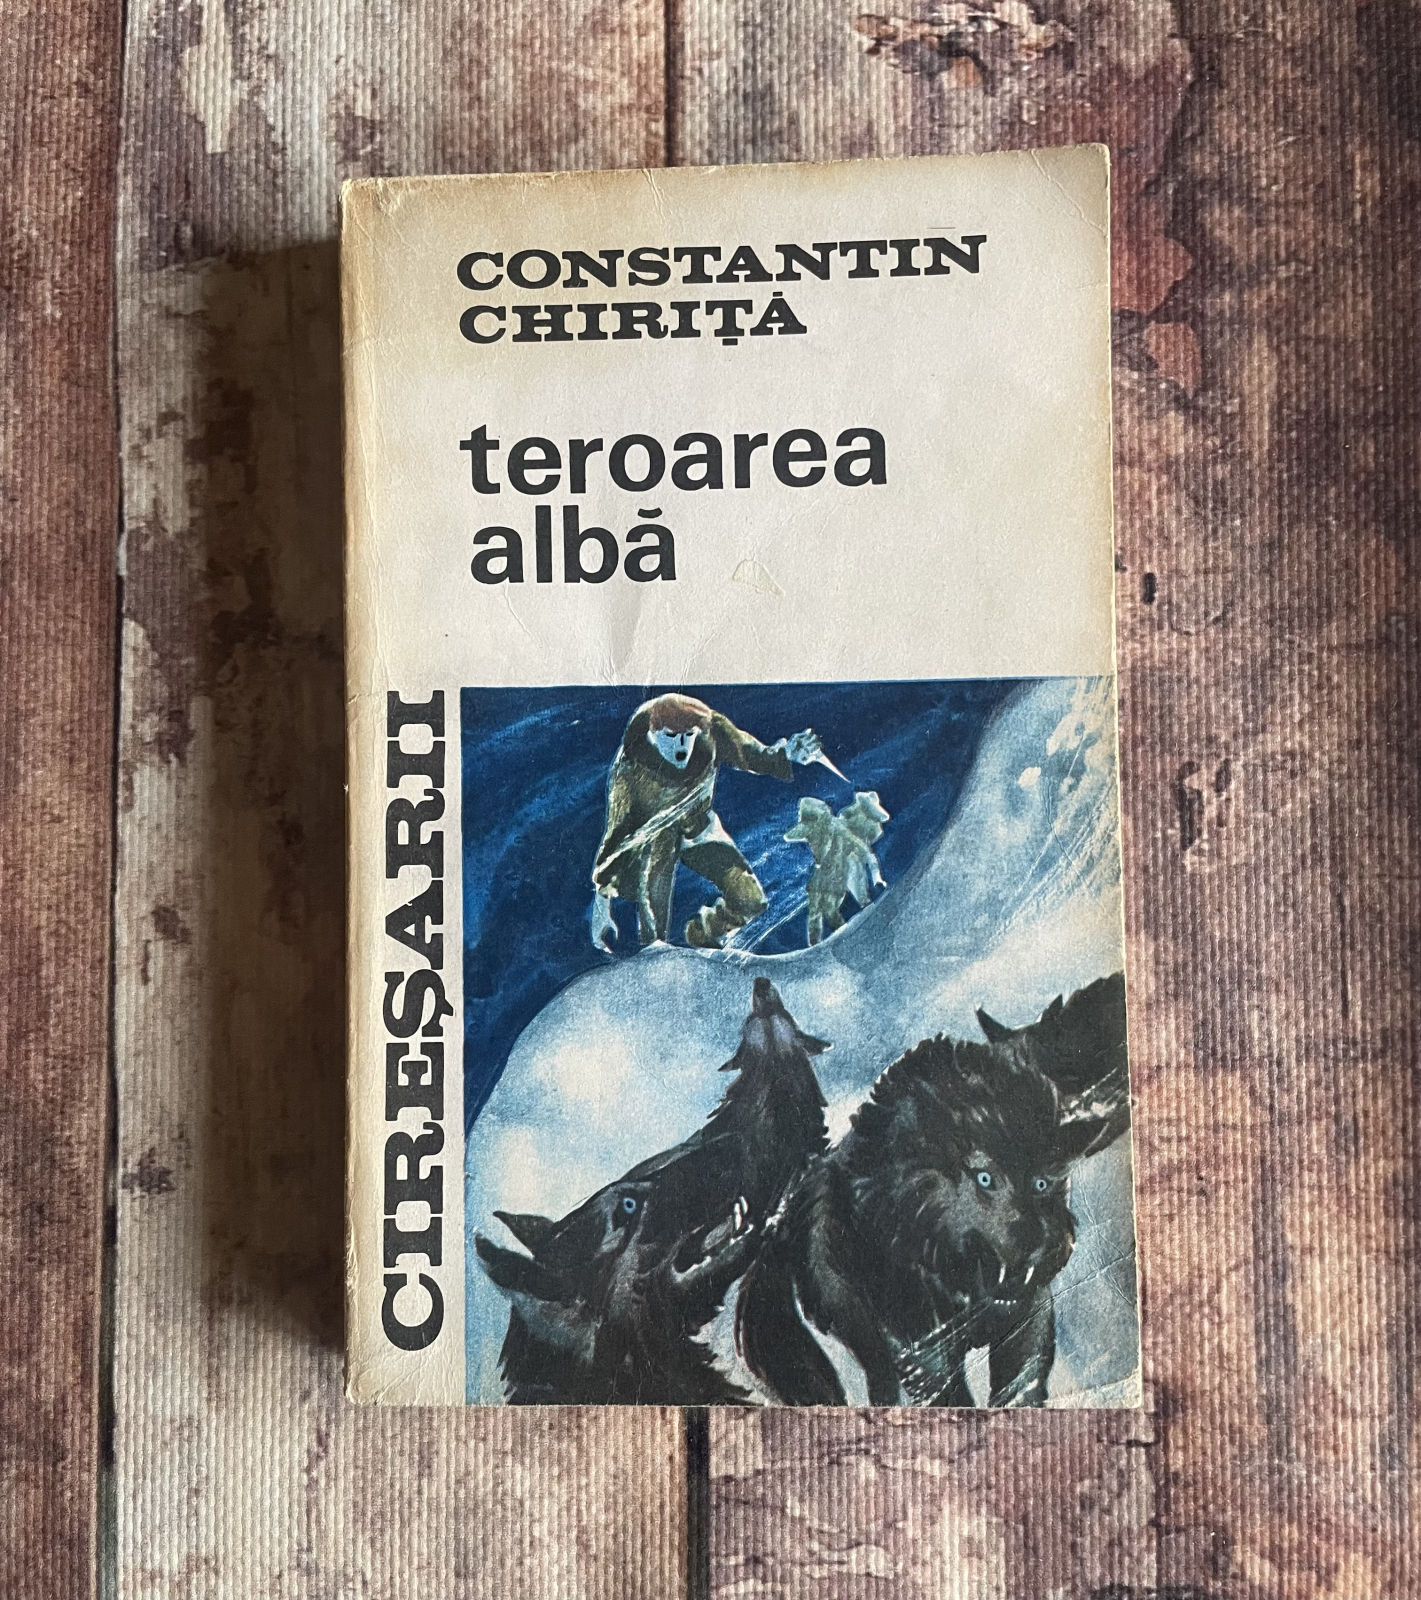 CONSTANTIN
CHIRIȚĂ
teroarea
albă
CIREȘARII